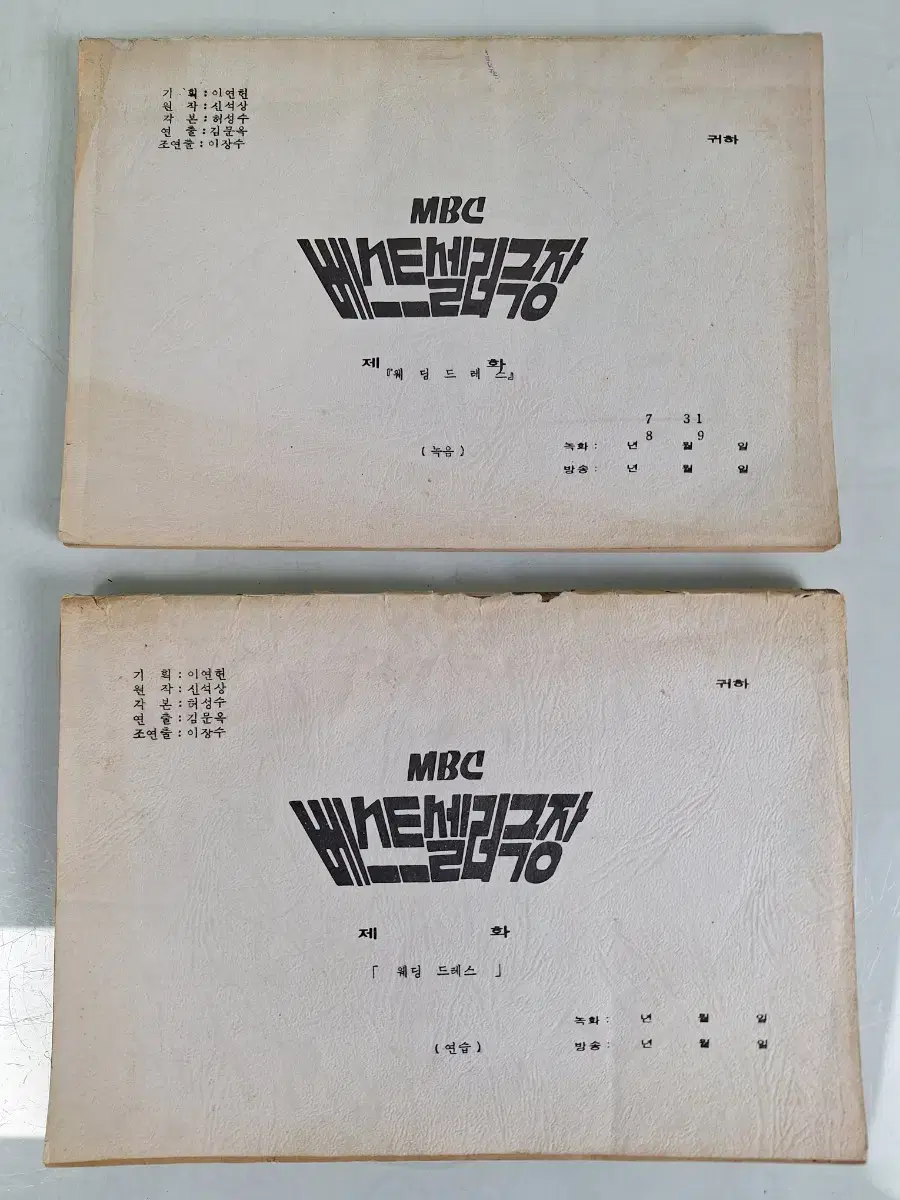 기 획 : 이연헌
원 작 : 신석상
각 본 : 허성수
연 출 : 김문옥
조연출 : 이장수
귀하
MBC
베스트셀러극장
제 화
『웨 딩 드 레 스』
7 31
8 9
( 녹음 )
녹화 : 년 월 일
방송 : 년 월 일
기 획 : 이연헌
원 작 : 신석상
각 본 : 허성수
연 출 : 김문옥
조연출 : 이장수
귀하
MBC
베스트셀러극장
제 화
「 웨딩 드레스 」
( 연습 )
녹화 : 년 월 일
방송 : 년 월 일